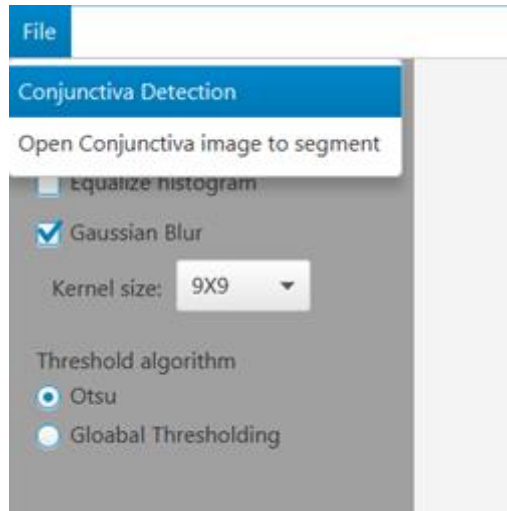 File
Conjunctiva Detection
Open Conjunctiva image to segment
Equalize histogram
Gaussian Blur
Kernel size: 9X9
Threshold algorithm
Otsu
Gloabal Thresholding